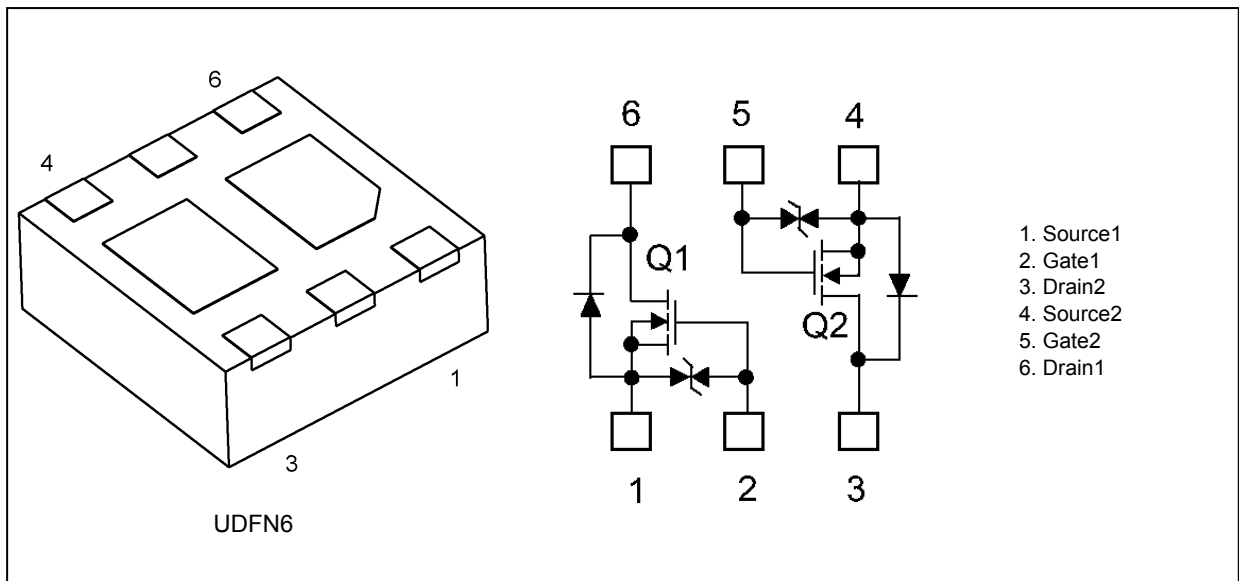 6
4
1
3
UDFN6
6 5 4
Q1
Q2
1 2 3
1. Source1
2. Gate1
3. Drain2
4. Source2
5. Gate2
6. Drain1